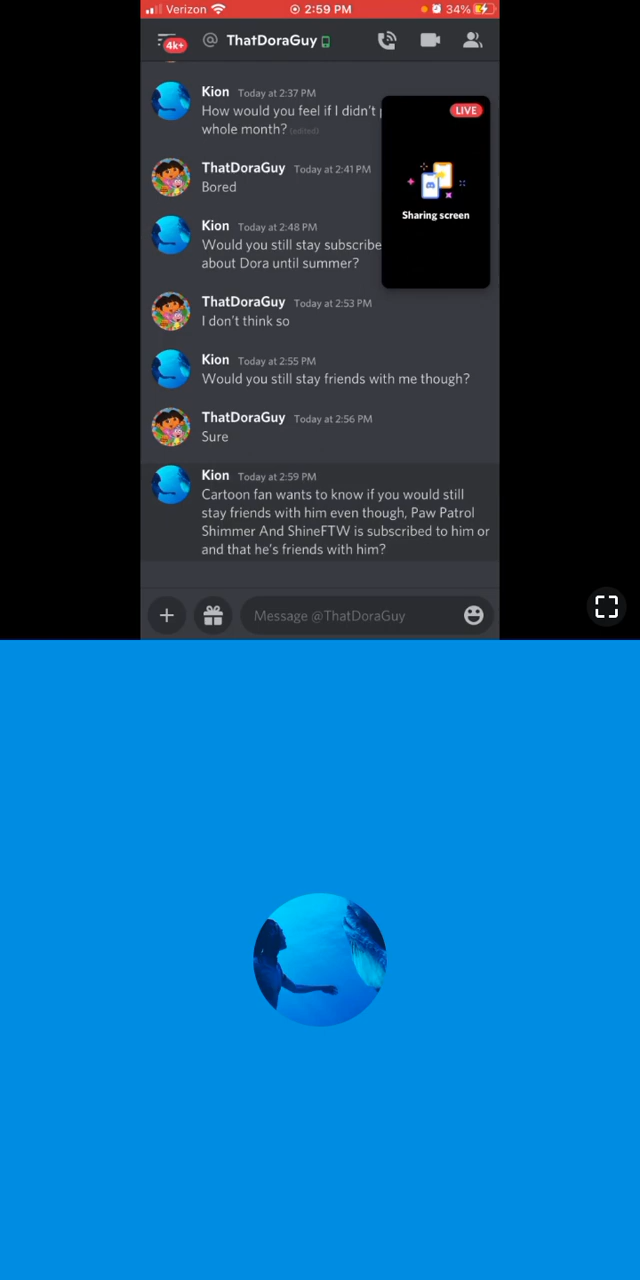 Verizon 2:59 PM 34%
4k+ @ ThatDoraGuy
Kion Today at 2:37 PM
How would you feel if I didn't
whole month? (edited)
LIVE
Sharing screen
ThatDoraGuy Today at 2:41 PM
Bored
Kion Today at 2:48 PM
Would you still stay subscribe
about Dora until summer?
ThatDoraGuy Today at 2:53 PM
I don't think so
Kion Today at 2:55 PM
Would you still stay friends with me though?
ThatDoraGuy Today at 2:56 PM
Sure
Kion Today at 2:59 PM
Cartoon fan wants to know if you would still
stay friends with him even though, Paw Patrol
Shimmer And ShineFTW is subscribed to him or
and that he's friends with him?
Message @ThatDoraGuy